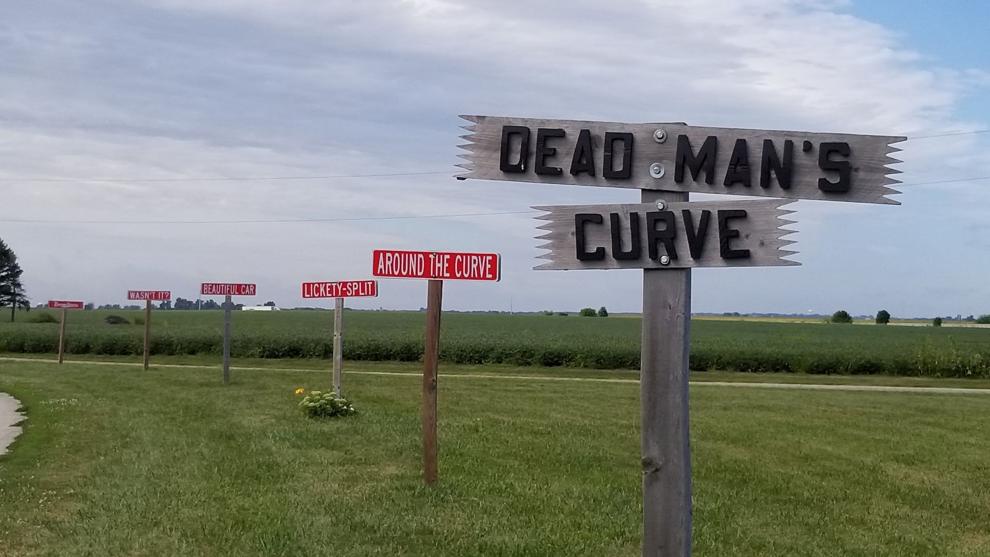 DEAD MAN'S
CURVE
AROUND THE CURVE
LICKETY-SPLIT
BEAUTIFUL CAR
WASN'T IT?